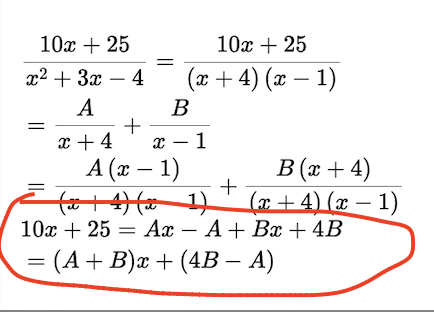 (10x + 25)/(x² + 3x − 4) = (10x + 25)/((x + 4)(x − 1))
= A/(x + 4) + B/(x − 1)
= A(x − 1)/((x + 4)(x − 1)) + B(x + 4)/((x + 4)(x − 1))
10x + 25 = Ax − A + Bx + 4B
= (A + B)x + (4B − A)